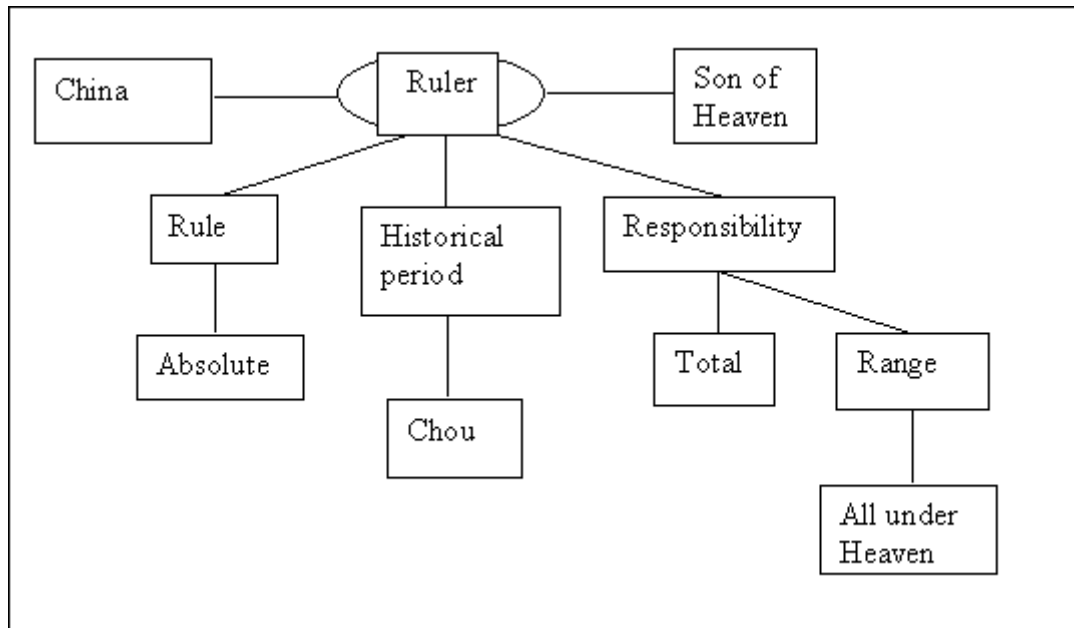 China
Ruler
Son of
Heaven
Rule
Historical
period
Responsibility
Absolute
Chou
Total
Range
All under
Heaven